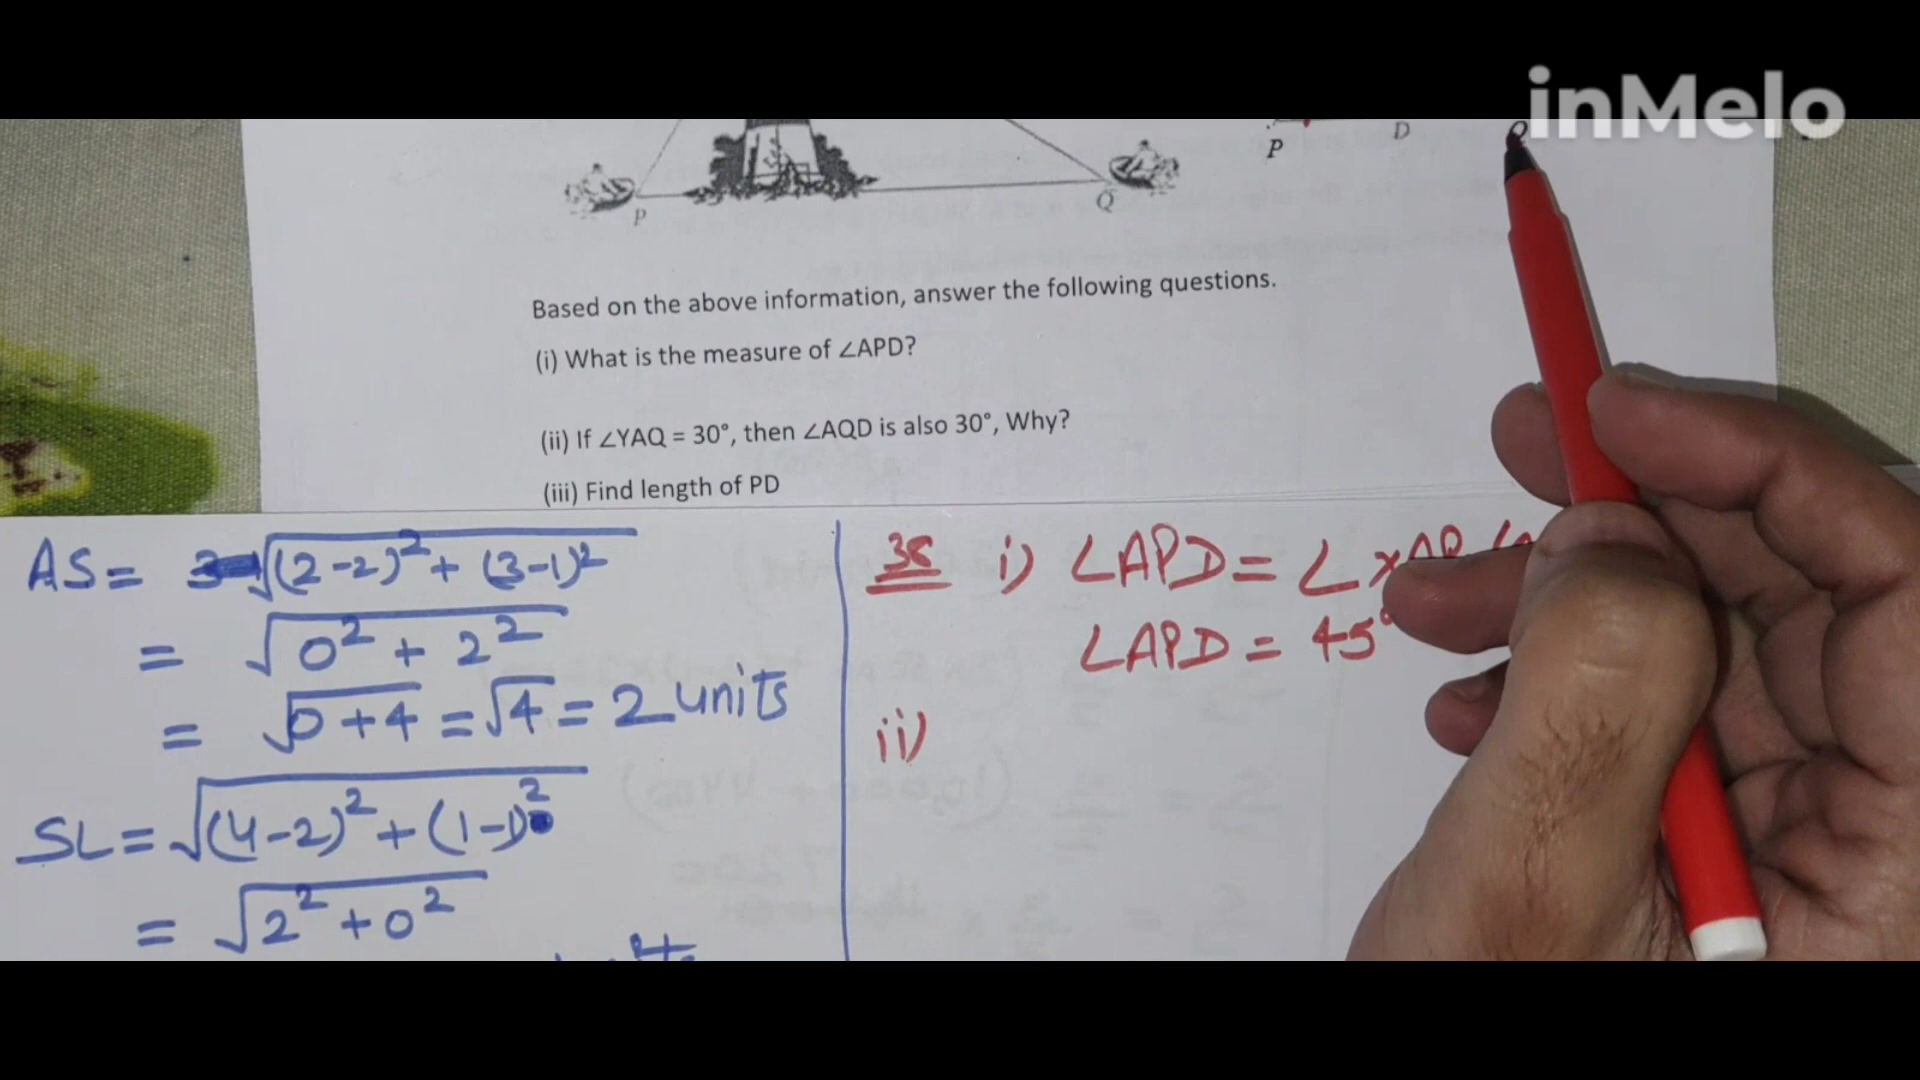 inMelo
P
D
P
Q
Based on the above information, answer the following questions.
(i) What is the measure of ∠APD?
(ii) If ∠YAQ = 30°, then ∠AQD is also 30°, Why?
(iii) Find length of PD
AS = √(2-2)² + (3-1)²
= √0² + 2²
= √0+4 = √4 = 2 units
SL = √(4-2)² + (1-1)²
= √2² + 0²
38 i) ∠APD = ∠XAP
∠APD = 45°
ii)